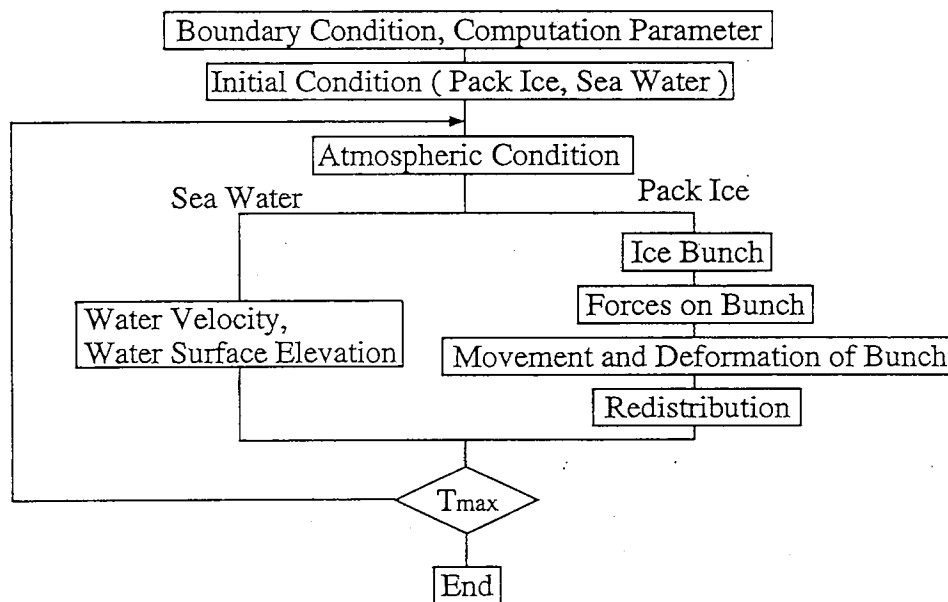 Boundary Condition, Computation Parameter
Initial Condition ( Pack Ice, Sea Water )
Atmospheric Condition
Sea Water
Pack Ice
Ice Bunch
Forces on Bunch
Water Velocity,
Water Surface Elevation
Movement and Deformation of Bunch
Redistribution
Tmax
End